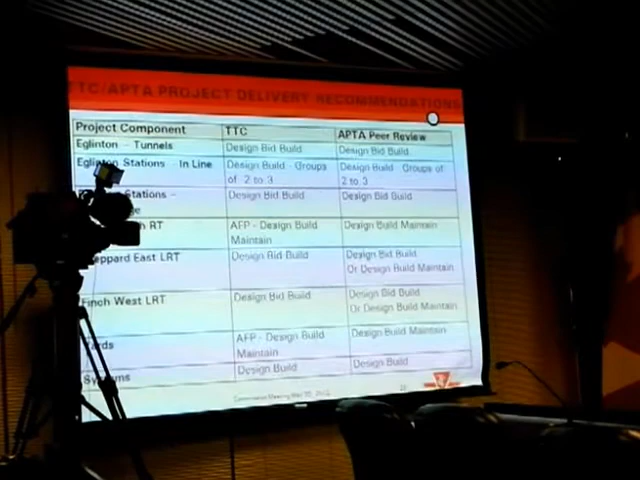 TTC/APTA PROJECT DELIVERY RECOMMENDATIONS
Project Component TTC APTA Peer Review
Eglinton - Tunnels Design Bid Build Design Bid Build
Eglinton Stations - In Line Design Build - Groups of 2 to 3 Design Build - Groups of 2 to 3
Stations - Design Bid Build Design Bid Build
RT AFP - Design Build Maintain Design Build Maintain
eppard East LRT Design Bid Build Design Bid Build
Or Design Build Maintain
Finch West LRT Design Bid Build Design Bid Build
Or Design Build Maintain
ards AFP - Design Build Maintain Design Build Maintain
Systems Design Build Design Build